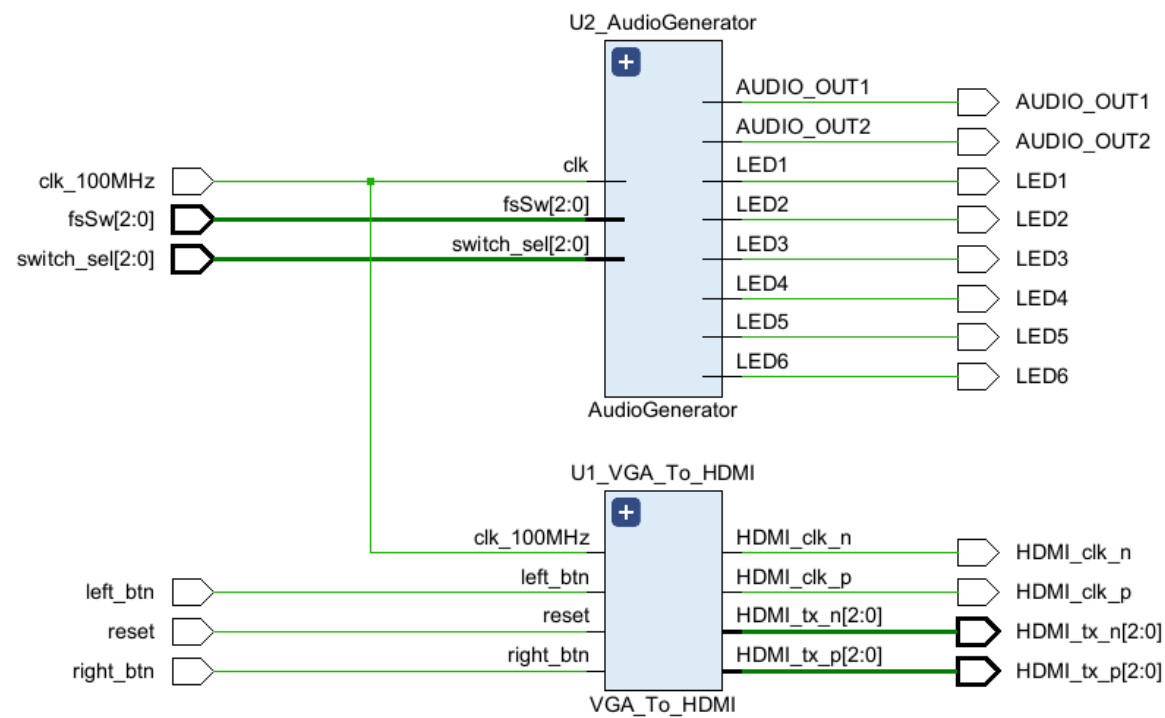 U2_AudioGenerator
AUDIO_OUT1
AUDIO_OUT1
AUDIO_OUT2
AUDIO_OUT2
clk_100MHz
clk
LED1
LED1
fsSw[2:0]
fsSw[2:0]
LED2
LED2
switch_sel[2:0]
switch_sel[2:0]
LED3
LED3
LED4
LED4
LED5
LED5
LED6
LED6
AudioGenerator
U1_VGA_To_HDMI
clk_100MHz
HDMI_clk_n
HDMI_clk_n
left_btn
left_btn
HDMI_clk_p
HDMI_clk_p
reset
reset
HDMI_tx_n[2:0]
HDMI_tx_n[2:0]
right_btn
right_btn
HDMI_tx_p[2:0]
HDMI_tx_p[2:0]
VGA_To_HDMI